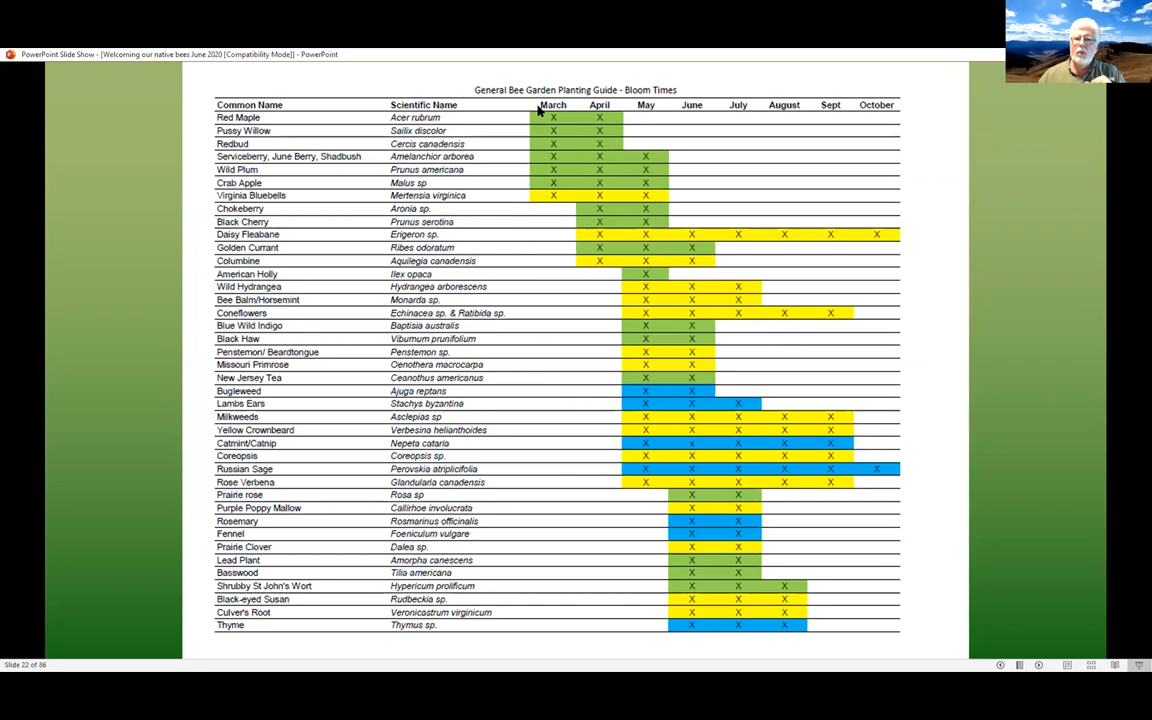 PowerPoint Slide Show - [Welcoming our native bees June 2020 [Compatibility Mode]] - PowerPoint
General Bee Garden Planting Guide - Bloom Times
Common Name Scientific Name March April May June July August Sept October
Red Maple Acer rubrum X X
Pussy Willow Sailix discolor X X
Redbud Cercis canadensis X X
Serviceberry, June Berry, Shadbush Amelanchior arborea X X X
Wild Plum Prunus americana X X X
Crab Apple Malus sp X X X
Virginia Bluebells Mertensia virginica X X X
Chokeberry Aronia sp. X X
Black Cherry Prunus serotina X X
Daisy Fleabane Erigeron sp. X X X X X X X
Golden Currant Ribes odoratum X X X
Columbine Aquilegia canadensis X X X
American Holly Ilex opaca X
Wild Hydrangea Hydrangea arborescens X X X
Bee Balm/Horsemint Monarda sp. X X X
Coneflowers Echinacea sp. & Ratibida sp. X X X X X
Blue Wild Indigo Baptisia australis X X
Black Haw Viburnum prunifolium X X
Penstemon/ Beardtongue Penstemon sp. X X
Missouri Primrose Oenothera macrocarpa X X
New Jersey Tea Ceanothus americanus X X
Bugleweed Ajuga reptans X X
Lambs Ears Stachys byzantina X X X
Milkweeds Asclepias sp X X X X X
Yellow Crownbeard Verbesina helianthoides X X X X X
Catmint/Catnip Nepeta cataria X x X X X
Coreopsis Coreopsis sp. X X X X X
Russian Sage Perovskia atriplicifolia X X X X X X
Rose Verbena Glandularia canadensis X X X X X
Prairie rose Rosa sp X X
Purple Poppy Mallow Callirhoe involucrata X X
Rosemary Rosmarinus officinalis X X
Fennel Foeniculum vulgare X X
Prairie Clover Dalea sp. X X
Lead Plant Amorpha canescens X X
Basswood Tilia americana X X
Shrubby St John's Wort Hypericum prolificum X X X
Black-eyed Susan Rudbeckia sp. X X X
Culver's Root Veronicastrum virginicum X X X
Thyme Thymus sp. X X X
Slide 22 of 86